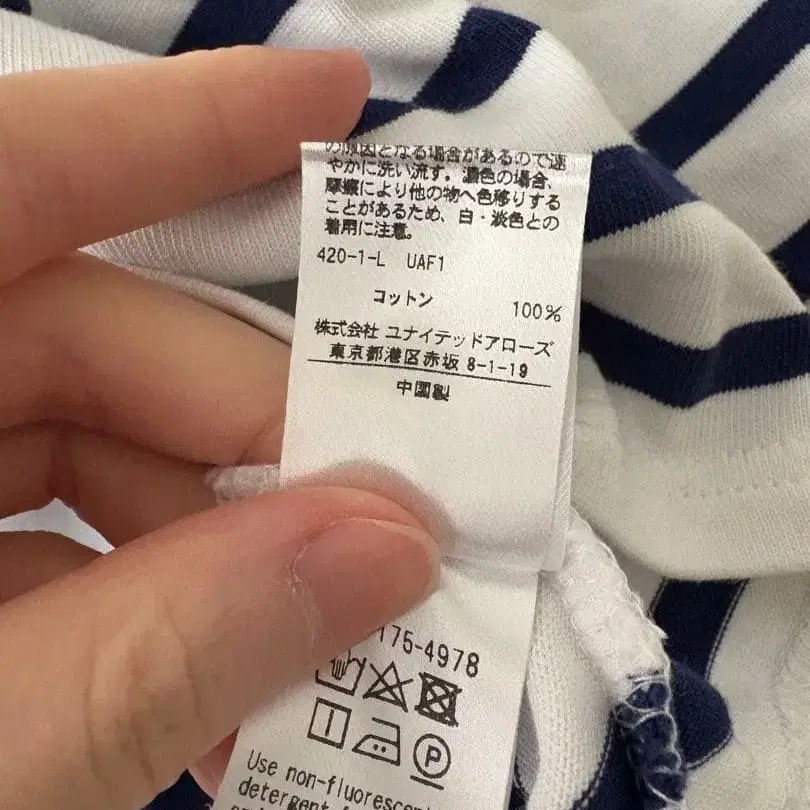 の原因となる場合があるので速
やかに洗い流す。濃色の場合、
摩擦により他の物へ色移りする
ことがあるため、白・淡色との
着用に注意。
420-1-L UAF1
コットン 100%
株式会社 ユナイテッドアローズ
東京都港区赤坂 8-1-19
中国製
175-4978
P
Use non-fluorescent
detergent